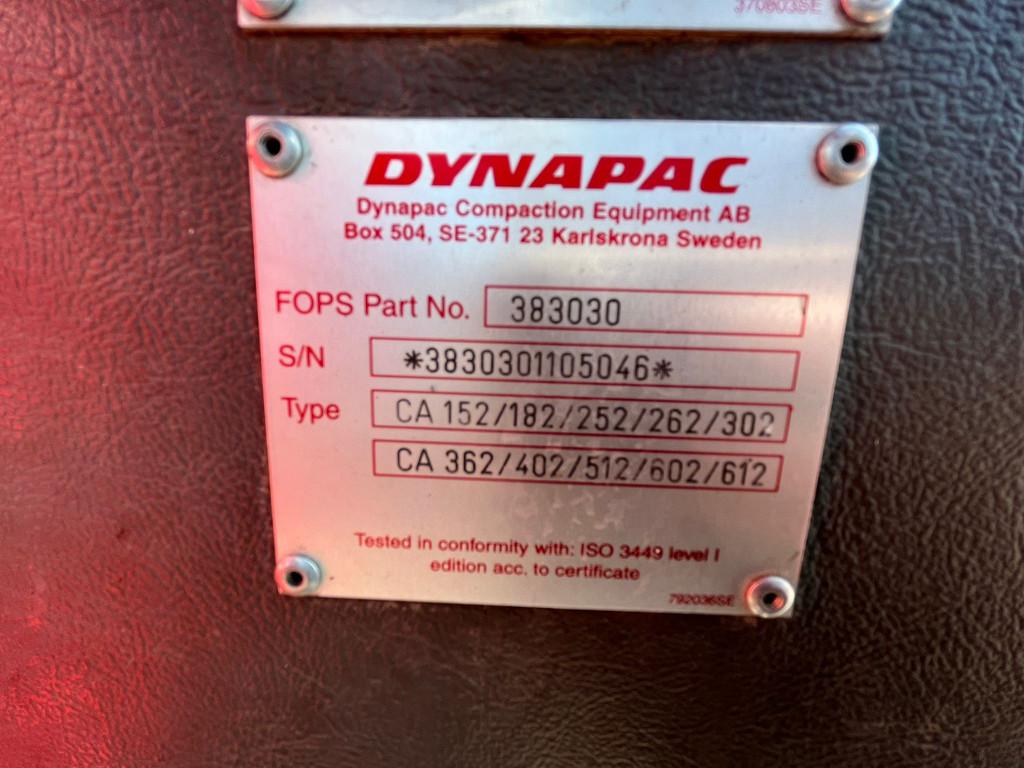 370803SE
DYNAPAC
Dynapac Compaction Equipment AB
Box 504, SE-371 23 Karlskrona Sweden
FOPS Part No. 383030
S/N *3830301105046*
Type CA 152/182/252/262/302
CA 362/402/512/602/612
Tested in conformity with: ISO 3449 level I
edition acc. to certificate
792036SE